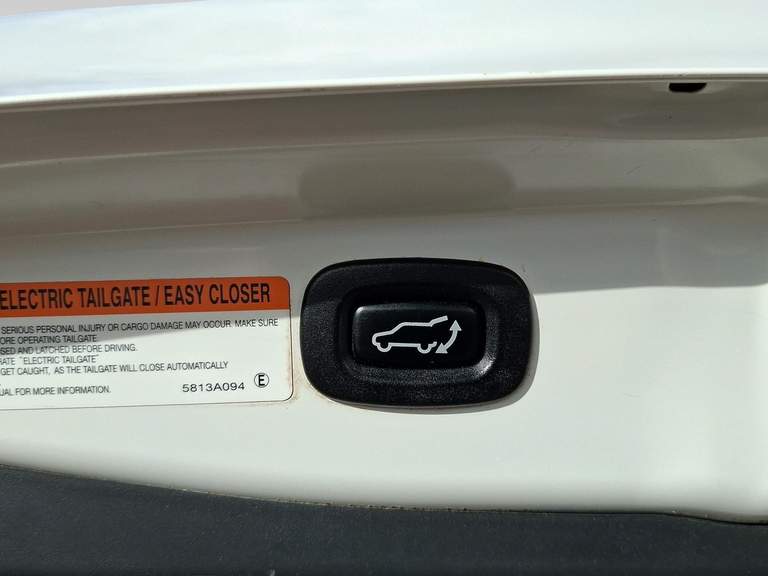 ELECTRIC TAILGATE / EASY CLOSER
SERIOUS PERSONAL INJURY OR CARGO DAMAGE MAY OCCUR. MAKE SURE
ORE OPERATING TAILGATE.
SED AND LATCHED BEFORE DRIVING.
RATE "ELECTRIC TAILGATE"
GET CAUGHT, AS THE TAILGATE WILL CLOSE AUTOMATICALLY
UAL FOR MORE INFORMATION.
5813A094 E